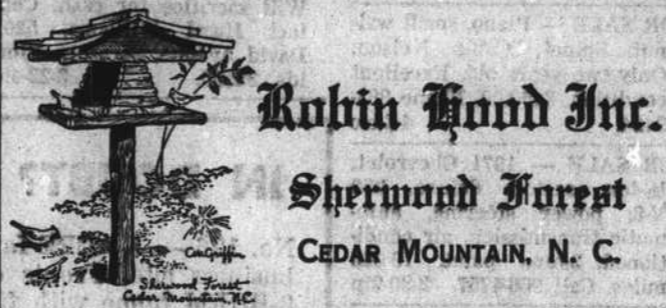 Robin Hood Inc.
Sherwood Forest
CEDAR MOUNTAIN, N. C.
Sherwood Forest
Cedar Mountain, N.C.